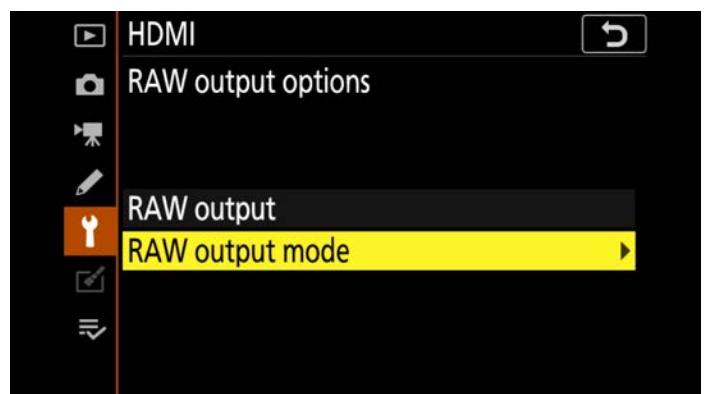 HDMI
RAW output options
RAW output
RAW output mode